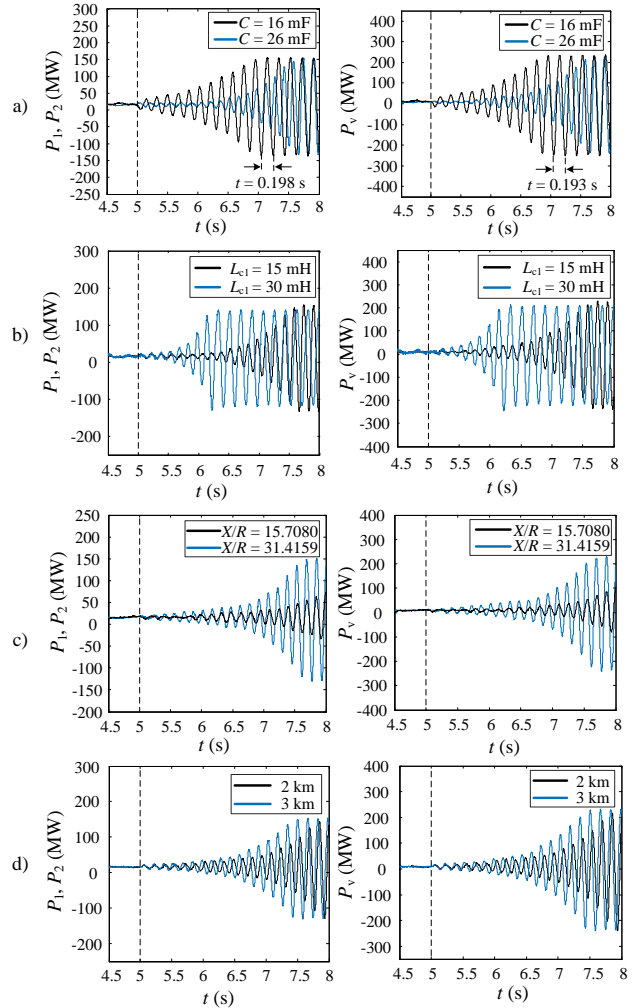 a)
C = 16 mF
C = 26 mF
P1, P2 (MW)
200
150
100
50
0
-50
-100
-150
-200
-250
t = 0.198 s
4.5 5 5.5 6 6.5 7 7.5 8
t (s)
C = 16 mF
C = 26 mF
Pv (MW)
400
300
200
100
0
-100
-200
-300
-400
t = 0.193 s
4.5 5 5.5 6 6.5 7 7.5 8
t (s)
b)
Lc1 = 15 mH
Lc1 = 30 mH
P1, P2 (MW)
300
200
100
0
-100
-200
4.5 5 5.5 6 6.5 7 7.5 8
t (s)
Lc1 = 15 mH
Lc1 = 30 mH
Pv (MW)
400
300
200
100
0
-100
-200
-300
-400
4.5 5 5.5 6 6.5 7 7.5 8
t (s)
c)
X/R = 15.7080
X/R = 31.4159
P1, P2 (MW)
250
200
150
100
50
0
-50
-100
-150
-200
4.5 5 5.5 6 6.5 7 7.5 8
t (s)
X/R = 15.7080
X/R = 31.4159
Pv (MW)
400
300
200
100
0
-100
-200
-300
-400
4.5 5 5.5 6 6.5 7 7.5 8
t (s)
d)
2 km
3 km
P1, P2 (MW)
300
200
100
0
-100
-200
4.5 5 5.5 6 6.5 7 7.5 8
t (s)
2 km
3 km
Pv (MW)
400
300
200
100
0
-100
-200
-300
4.5 5 5.5 6 6.5 7 7.5 8
t (s)